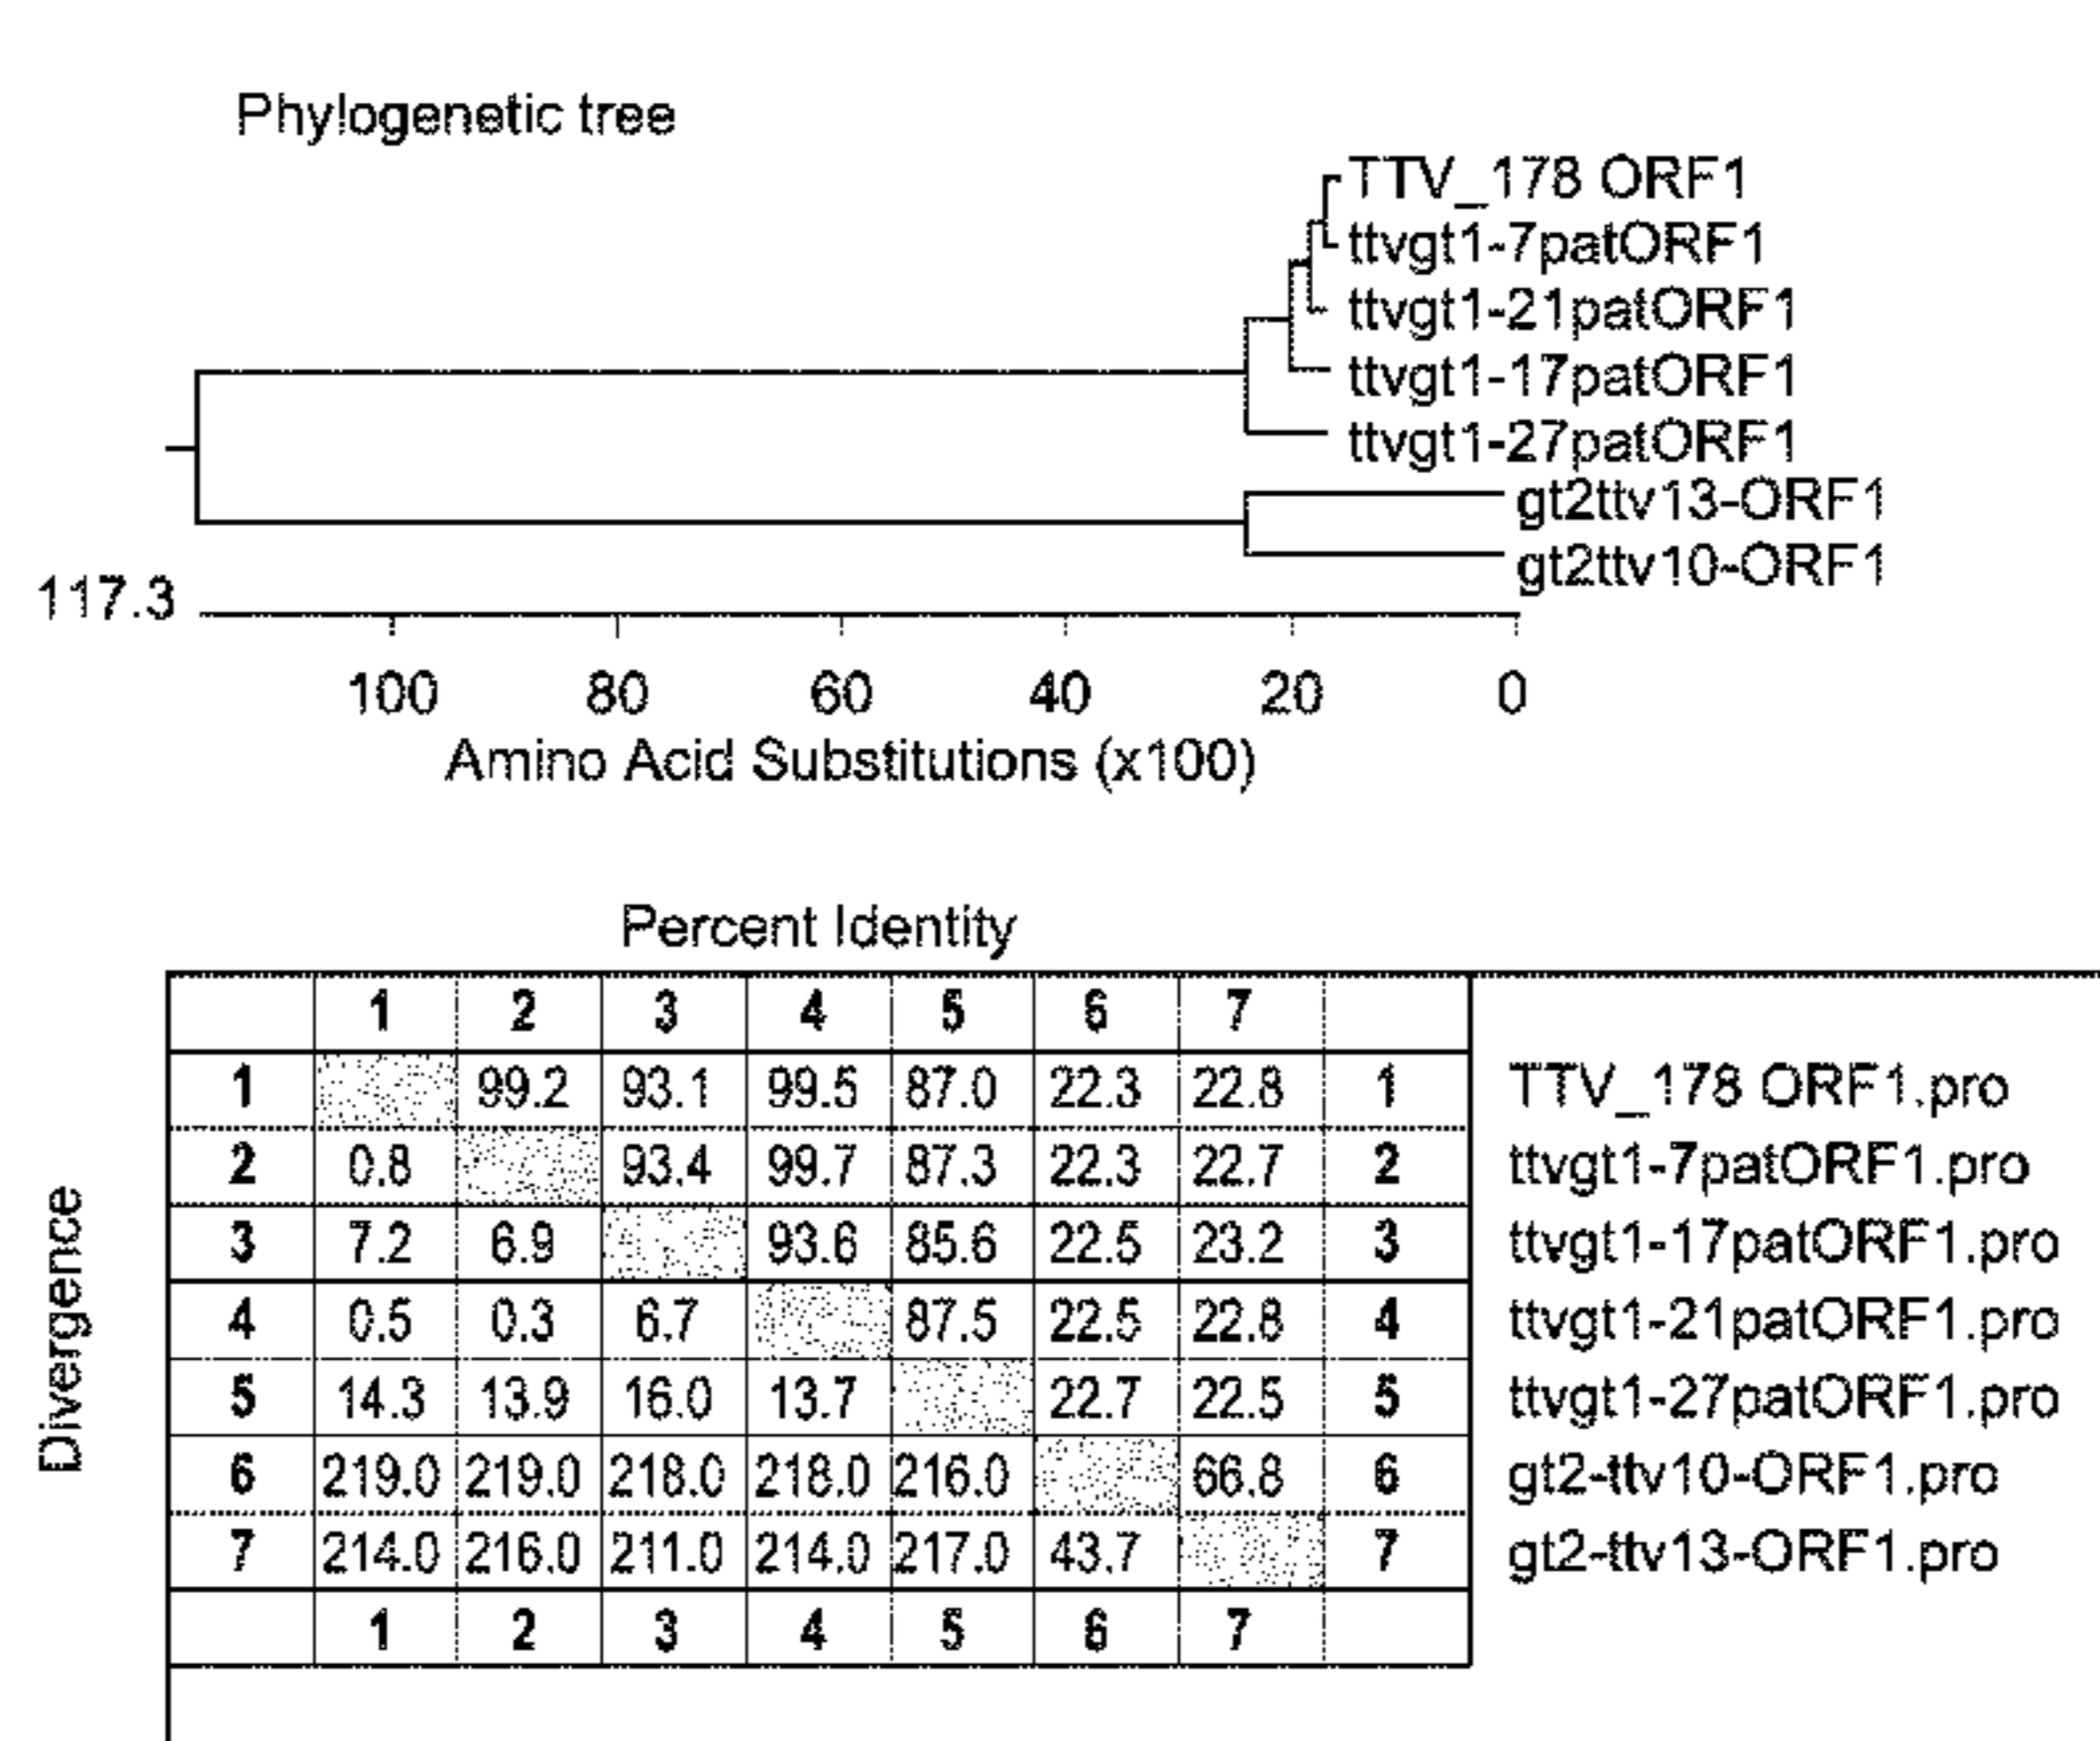 Phylogenetic tree
TTV_178 ORF1
ttvgt1-7patORF1
ttvgt1-21patORF1
ttvgt1-17patORF1
ttvgt1-27patORF1
gt2ttv13-ORF1
gt2ttv10-ORF1
117.3
100 80 60 40 20 0
Amino Acid Substitutions (x100)
Percent Identity
Divergence
1 2 3 4 5 6 7
1 99.2 93.1 99.5 87.0 22.3 22.8 1 TTV_178 ORF1.pro
2 0.8 93.4 99.7 87.3 22.3 22.7 2 ttvgt1-7patORF1.pro
3 7.2 6.9 93.6 85.6 22.5 23.2 3 ttvgt1-17patORF1.pro
4 0.5 0.3 6.7 87.5 22.5 22.8 4 ttvgt1-21patORF1.pro
5 14.3 13.9 16.0 13.7 22.7 22.5 5 ttvgt1-27patORF1.pro
6 219.0 219.0 218.0 218.0 216.0 66.8 6 gt2-ttv10-ORF1.pro
7 214.0 216.0 211.0 214.0 217.0 43.7 7 gt2-ttv13-ORF1.pro
1 2 3 4 5 6 7